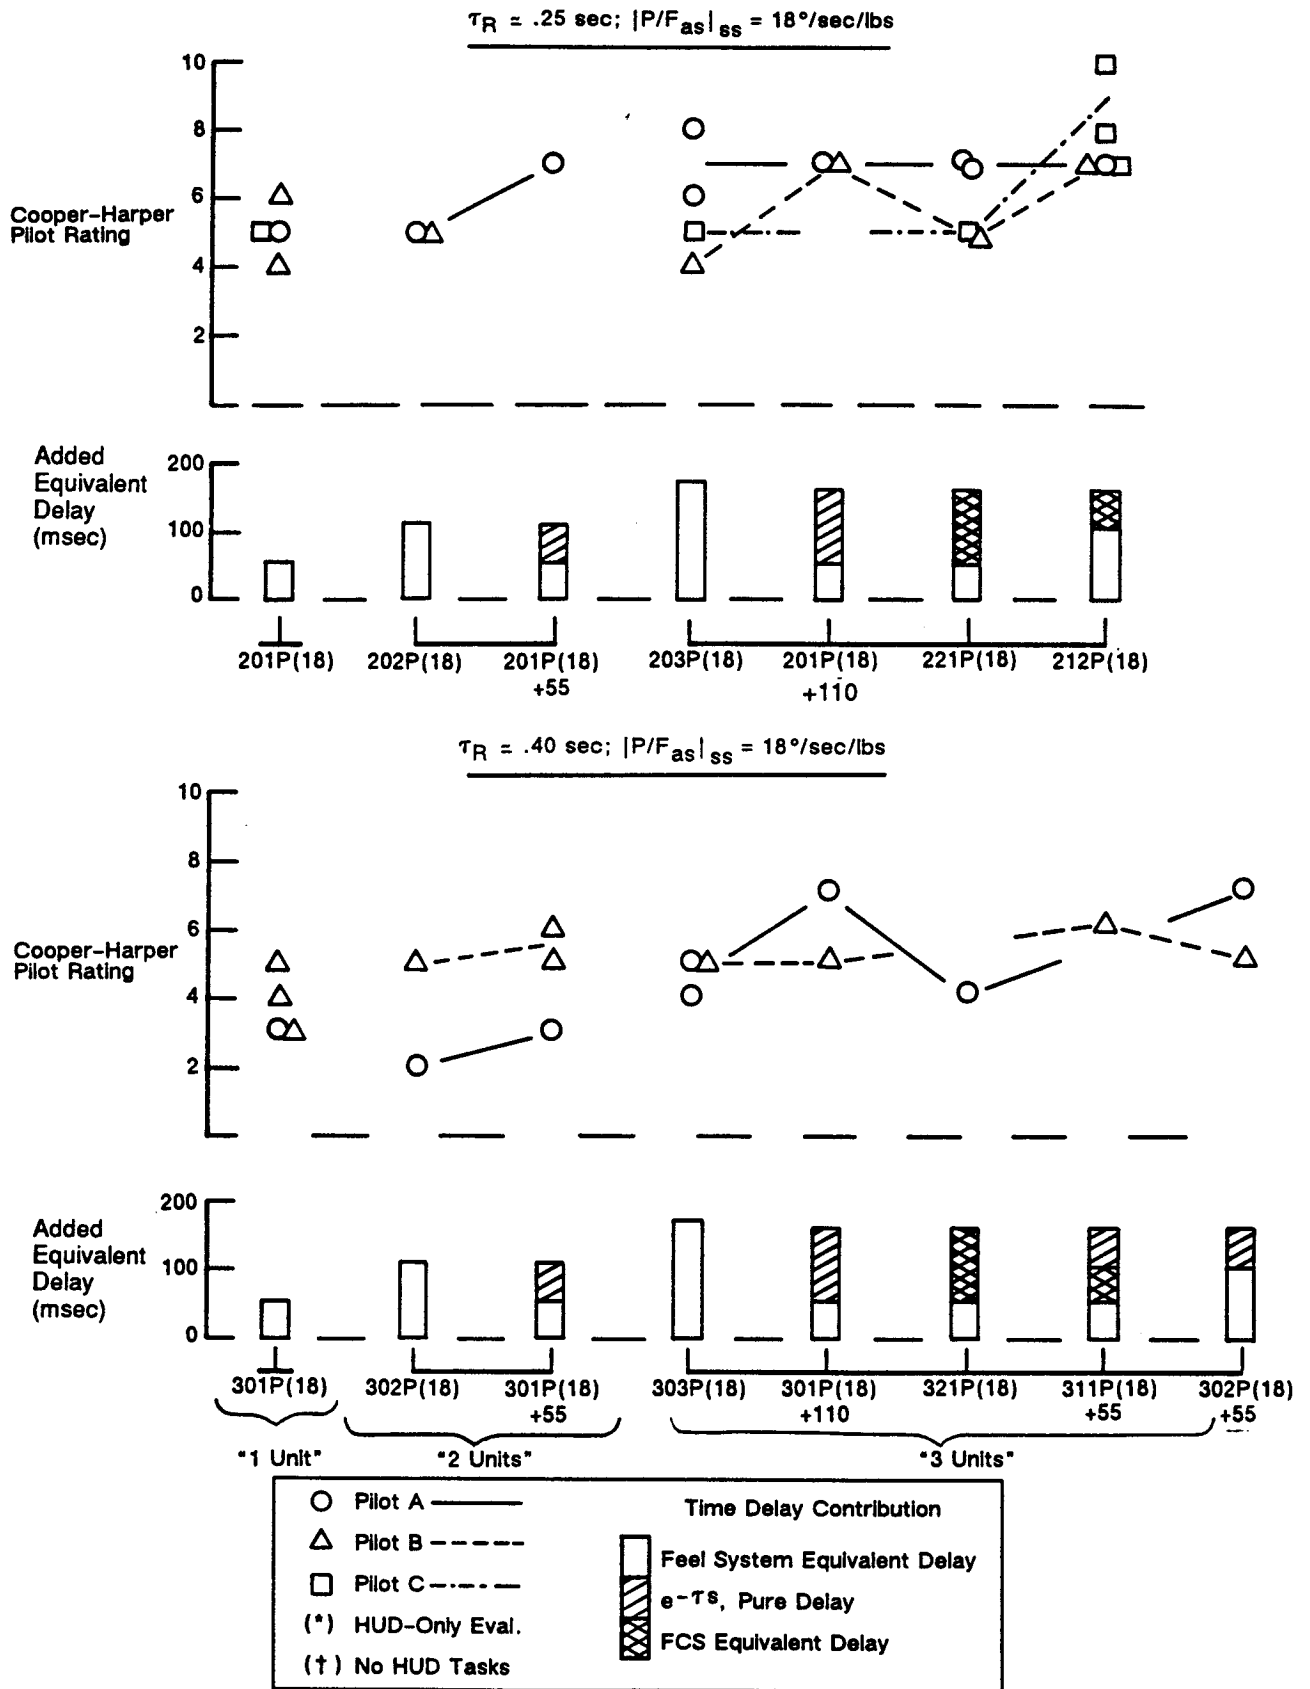 τR ≃ .25 sec; |P/Fas|ss = 18°/sec/lbs
10
8
6
4
2
0
Cooper-Harper
Pilot Rating
Added
Equivalent
Delay
(msec)
200
100
0
201P(18)
202P(18)
201P(18)
+55
203P(18)
201P(18)
+110
221P(18)
212P(18)
τR ≃ .40 sec; |P/Fas|ss = 18°/sec/lbs
10
8
6
4
2
Cooper-Harper
Pilot Rating
Added
Equivalent
Delay
(msec)
200
100
0
301P(18)
302P(18)
301P(18)
+55
303P(18)
301P(18)
+110
321P(18)
311P(18)
+55
302P(18)
+55
"1 Unit"
"2 Units"
"3 Units"
Pilot A
Pilot B
Pilot C
(*) HUD-Only Eval.
(†) No HUD Tasks
Time Delay Contribution
Feel System Equivalent Delay
e-τs, Pure Delay
FCS Equivalent Delay